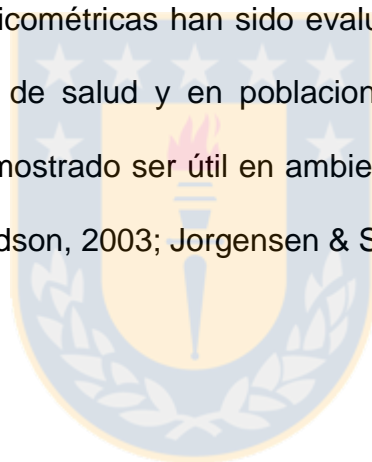 icométricas han sido evalu
de salud y en poblacion
mostrado ser útil en ambie
dson, 2003; Jorgensen & S